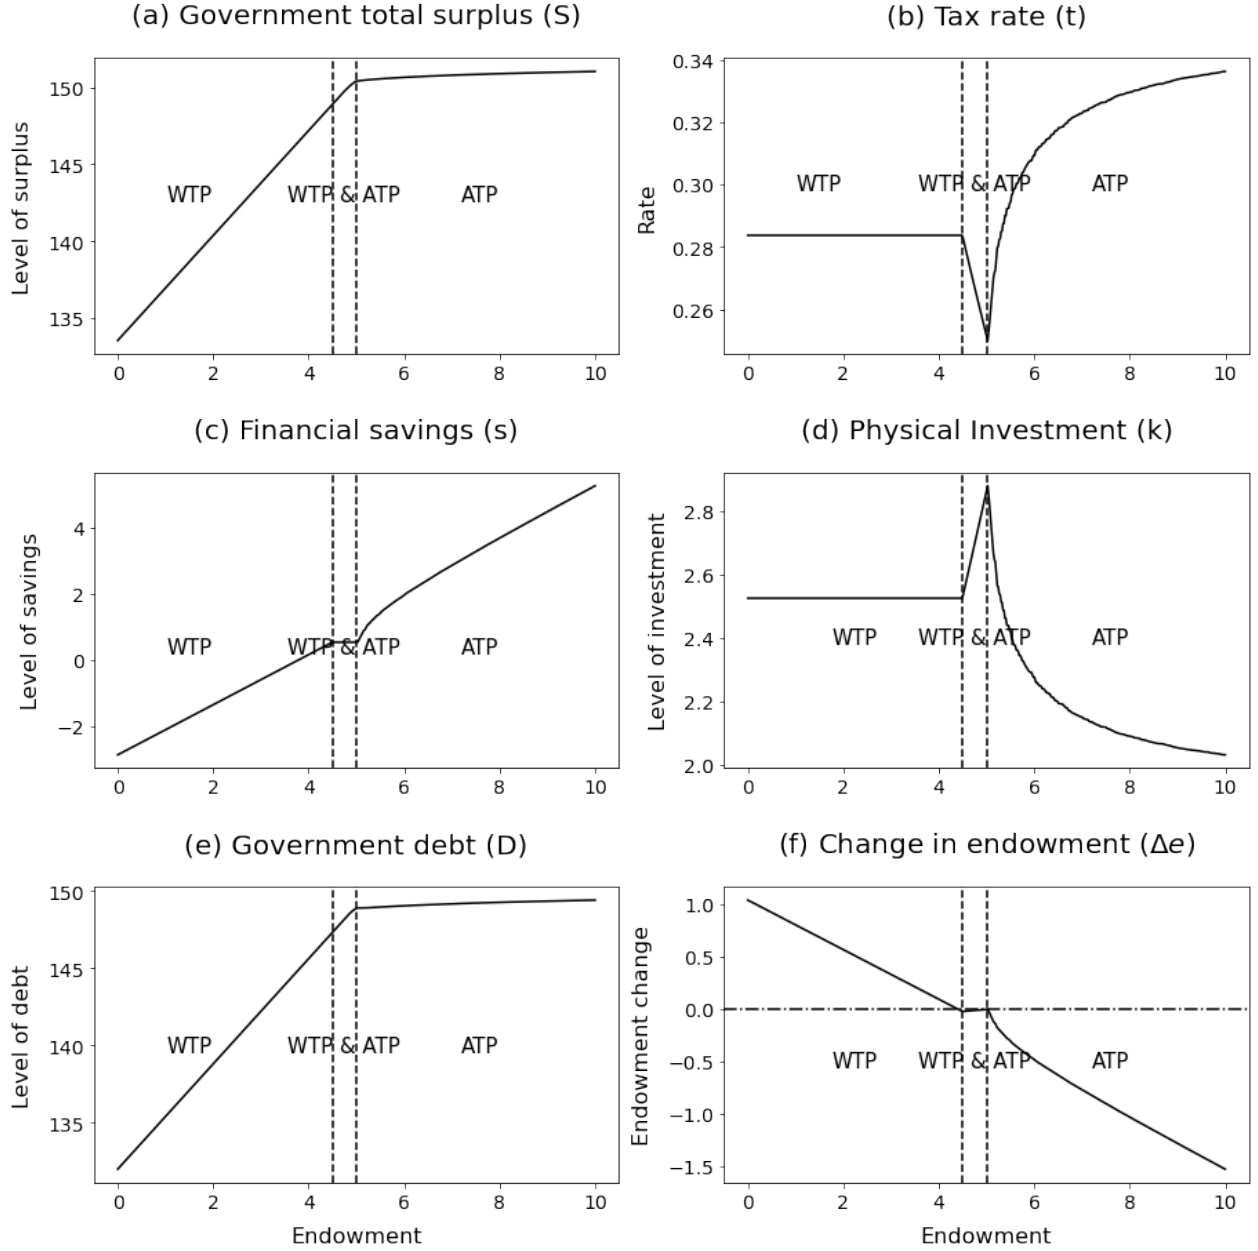 (a) Government total surplus (S)
150
145
140
135
Level of surplus
WTP
WTP & ATP
ATP
0 2 4 6 8 10
(b) Tax rate (t)
0.34
0.32
0.30
0.28
0.26
Rate
WTP
WTP & ATP
ATP
0 2 4 6 8 10
(c) Financial savings (s)
4
2
0
−2
Level of savings
WTP
WTP & ATP
ATP
0 2 4 6 8 10
(d) Physical Investment (k)
2.8
2.6
2.4
2.2
2.0
Level of investment
WTP
WTP & ATP
ATP
0 2 4 6 8 10
(e) Government debt (D)
150
145
140
135
Level of debt
WTP
WTP & ATP
ATP
0 2 4 6 8 10
Endowment
(f) Change in endowment (Δe)
1.0
0.5
0.0
−0.5
−1.0
−1.5
Endowment change
WTP
WTP & ATP
ATP
0 2 4 6 8 10
Endowment